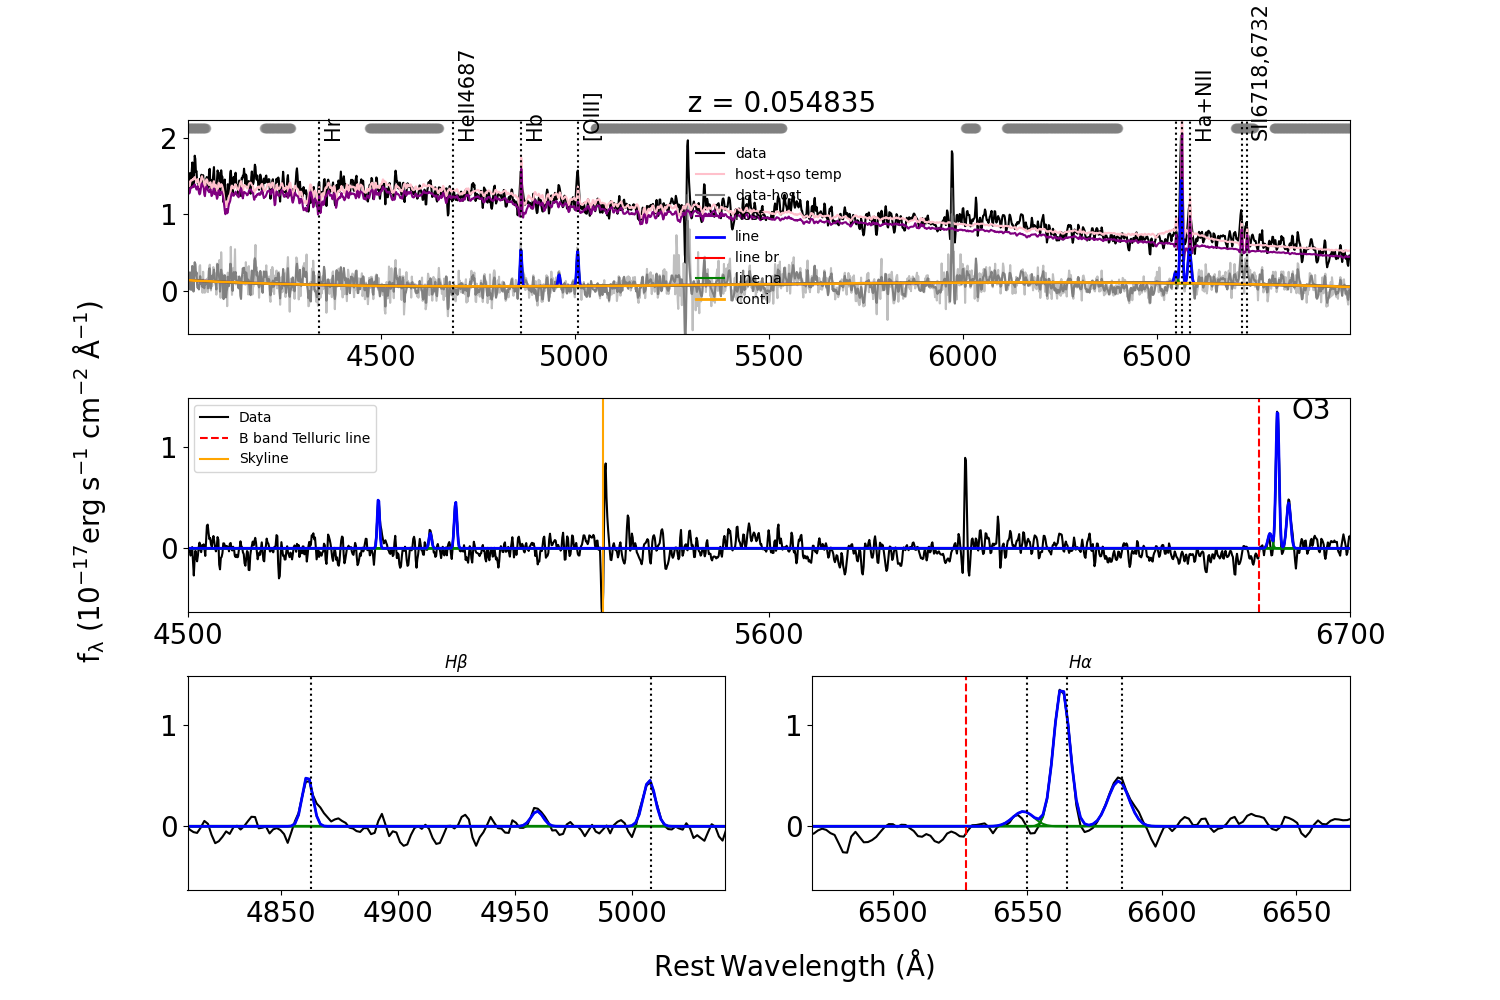 z = 0.054835
Hr
HeII4687
Hb
[OIII]
Ha+NII
SII6718,6732
2
1
0
data
host+qso temp
data-host
host
line
line br
line na
conti
4500
5000
5500
6000
6500
fλ (10−17erg s−1 cm−2 Å−1)
1
0
Data
B band Telluric line
Skyline
O3
4500
5600
6700
Hβ
1
0
4850
4900
4950
5000
Hα
1
0
6500
6550
6600
6650
Rest Wavelength (Å)